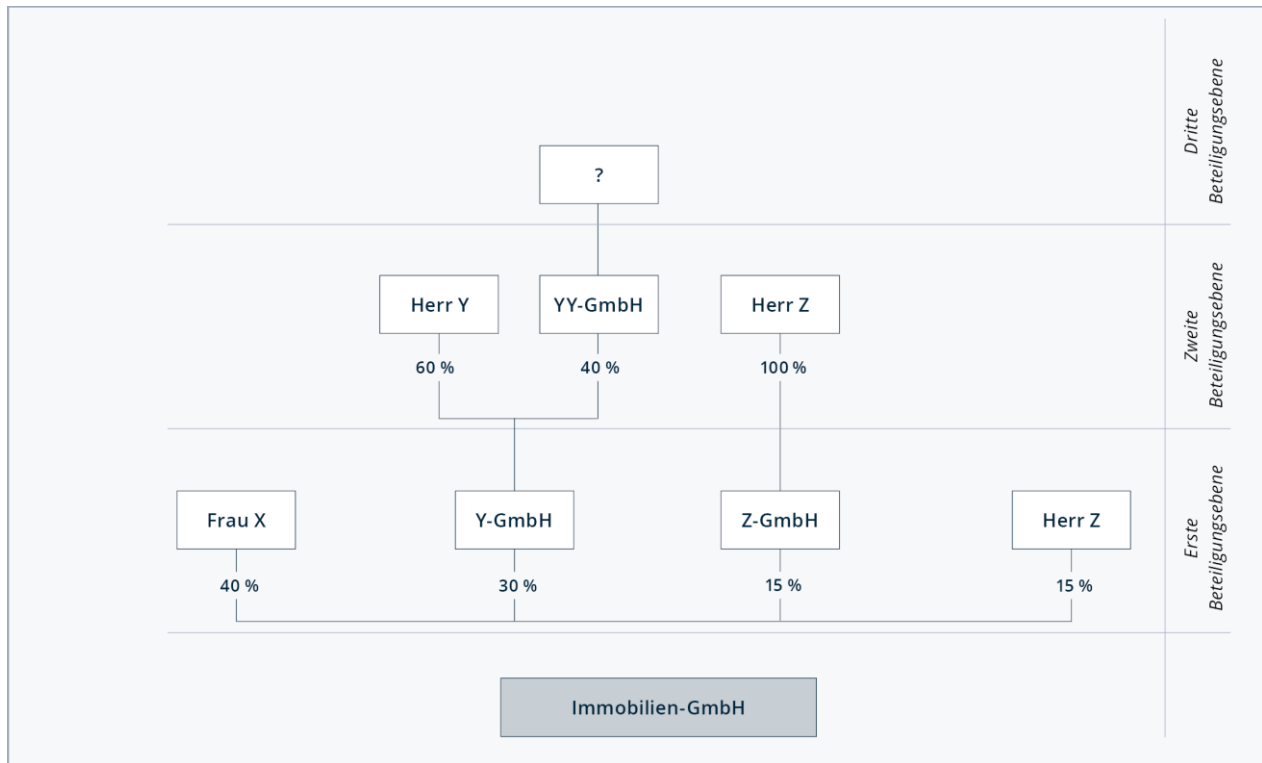 Dritte
Beteiligungsebene
?
Zweite
Beteiligungsebene
Herr Y
YY-GmbH
Herr Z
60 %
40 %
100 %
Erste
Beteiligungsebene
Frau X
Y-GmbH
Z-GmbH
Herr Z
40 %
30 %
15 %
15 %
Immobilien-GmbH